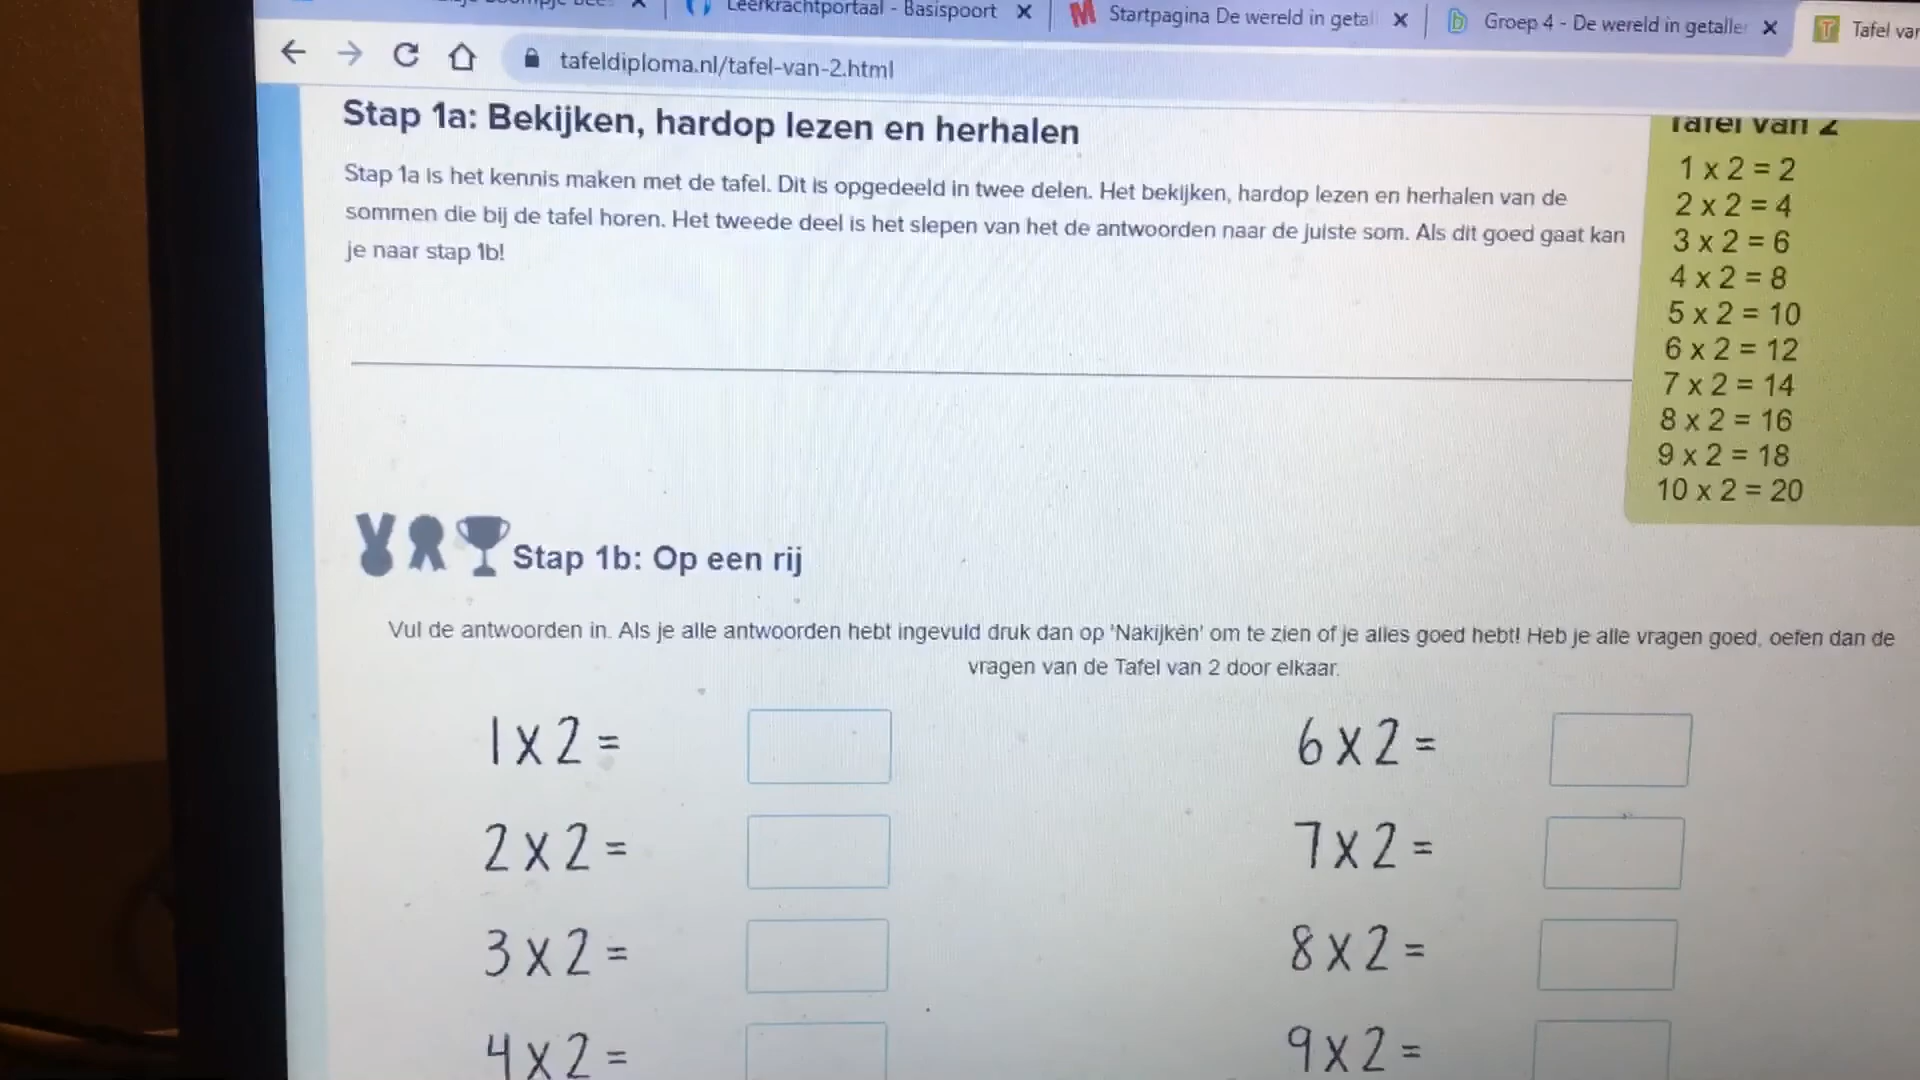 Leerkrachtportaal - Basispoort
Startpagina De wereld in getal
Groep 4 - De wereld in getaller
Tafel var
tafeldiploma.nl/tafel-van-2.html
Stap 1a: Bekijken, hardop lezen en herhalen
Stap 1a is het kennis maken met de tafel. Dit is opgedeeld in twee delen. Het bekijken, hardop lezen en herhalen van de
sommen die bij de tafel horen. Het tweede deel is het slepen van het de antwoorden naar de juiste som. Als dit goed gaat kan
je naar stap 1b!
Tafel van 2
1 x 2 = 2
2 x 2 = 4
3 x 2 = 6
4 x 2 = 8
5 x 2 = 10
6 x 2 = 12
7 x 2 = 14
8 x 2 = 16
9 x 2 = 18
10 x 2 = 20
Stap 1b: Op een rij
Vul de antwoorden in. Als je alle antwoorden hebt ingevuld druk dan op 'Nakijken' om te zien of je alles goed hebt! Heb je alle vragen goed, oefen dan de
vragen van de Tafel van 2 door elkaar.
1 x 2 =
2 x 2 =
3 x 2 =
4 x 2 =
6 x 2 =
7 x 2 =
8 x 2 =
9 x 2 =